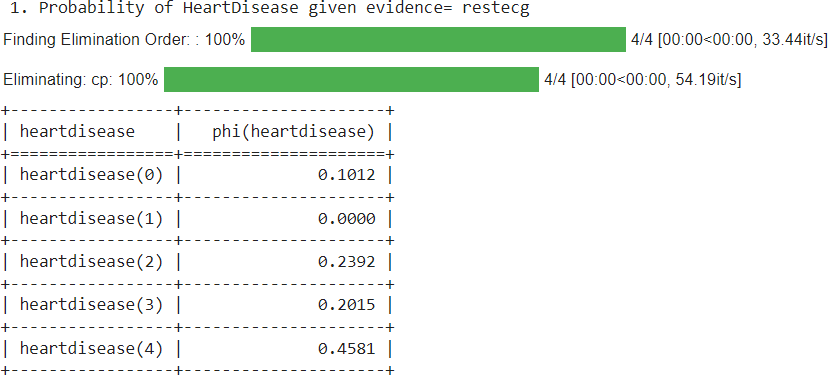 1. Probability of HeartDisease given evidence= restecg
Finding Elimination Order: : 100% 4/4 [00:00<00:00, 33.44it/s]
Eliminating: cp: 100% 4/4 [00:00<00:00, 54.19it/s]
+-----------------+---------------------+
| heartdisease    |   phi(heartdisease) |
+=================+=====================+
| heartdisease(0) |              0.1012 |
+-----------------+---------------------+
| heartdisease(1) |              0.0000 |
+-----------------+---------------------+
| heartdisease(2) |              0.2392 |
+-----------------+---------------------+
| heartdisease(3) |              0.2015 |
+-----------------+---------------------+
| heartdisease(4) |              0.4581 |
+-----------------+---------------------+